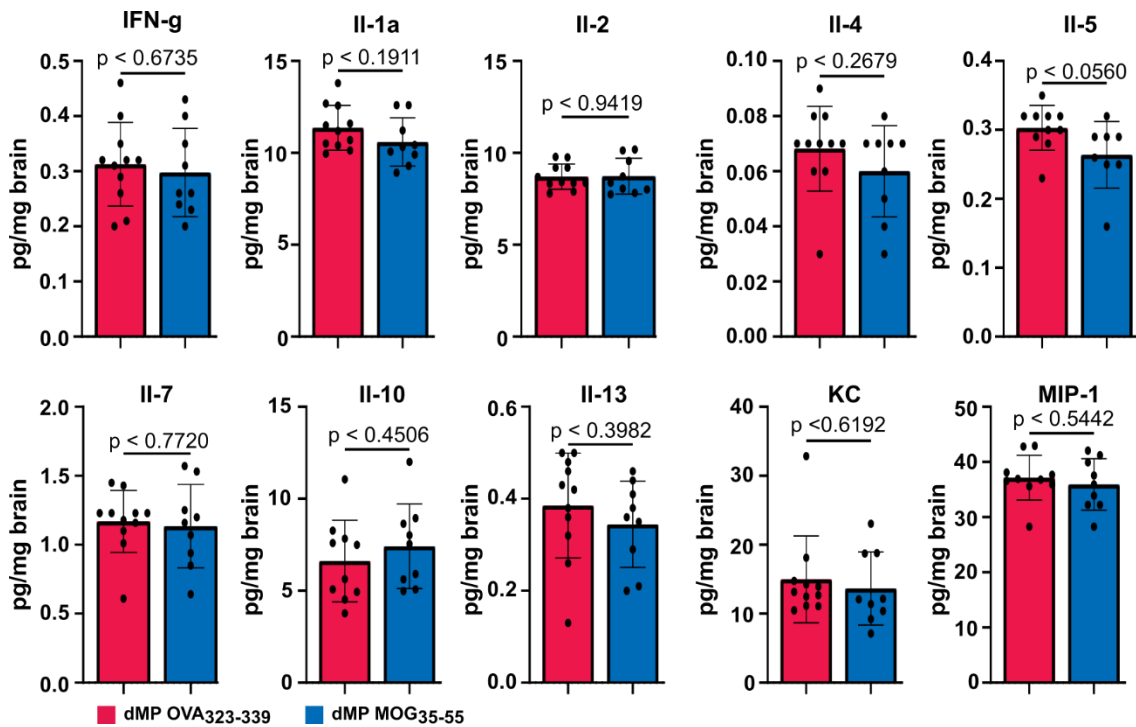 IFN-g
Il-1a
Il-2
Il-4
Il-5
p < 0.6735
p < 0.1911
p < 0.9419
p < 0.2679
p < 0.0560
pg/mg brain
0.5
0.4
0.3
0.2
0.1
0.0
pg/mg brain
15
10
5
0
pg/mg brain
15
10
5
0
pg/mg brain
0.10
0.08
0.06
0.04
0.02
0.00
pg/mg brain
0.4
0.3
0.2
0.1
0.0
Il-7
Il-10
Il-13
KC
MIP-1
p < 0.7720
p < 0.4506
p < 0.3982
p <0.6192
p < 0.5442
pg/mg brain
2.0
1.5
1.0
0.5
0.0
pg/mg brain
15
10
5
0
pg/mg brain
0.6
0.4
0.2
0.0
pg/mg brain
40
30
20
10
0
pg/mg brain
50
40
30
20
10
0
dMP OVA323-339
dMP MOG35-55